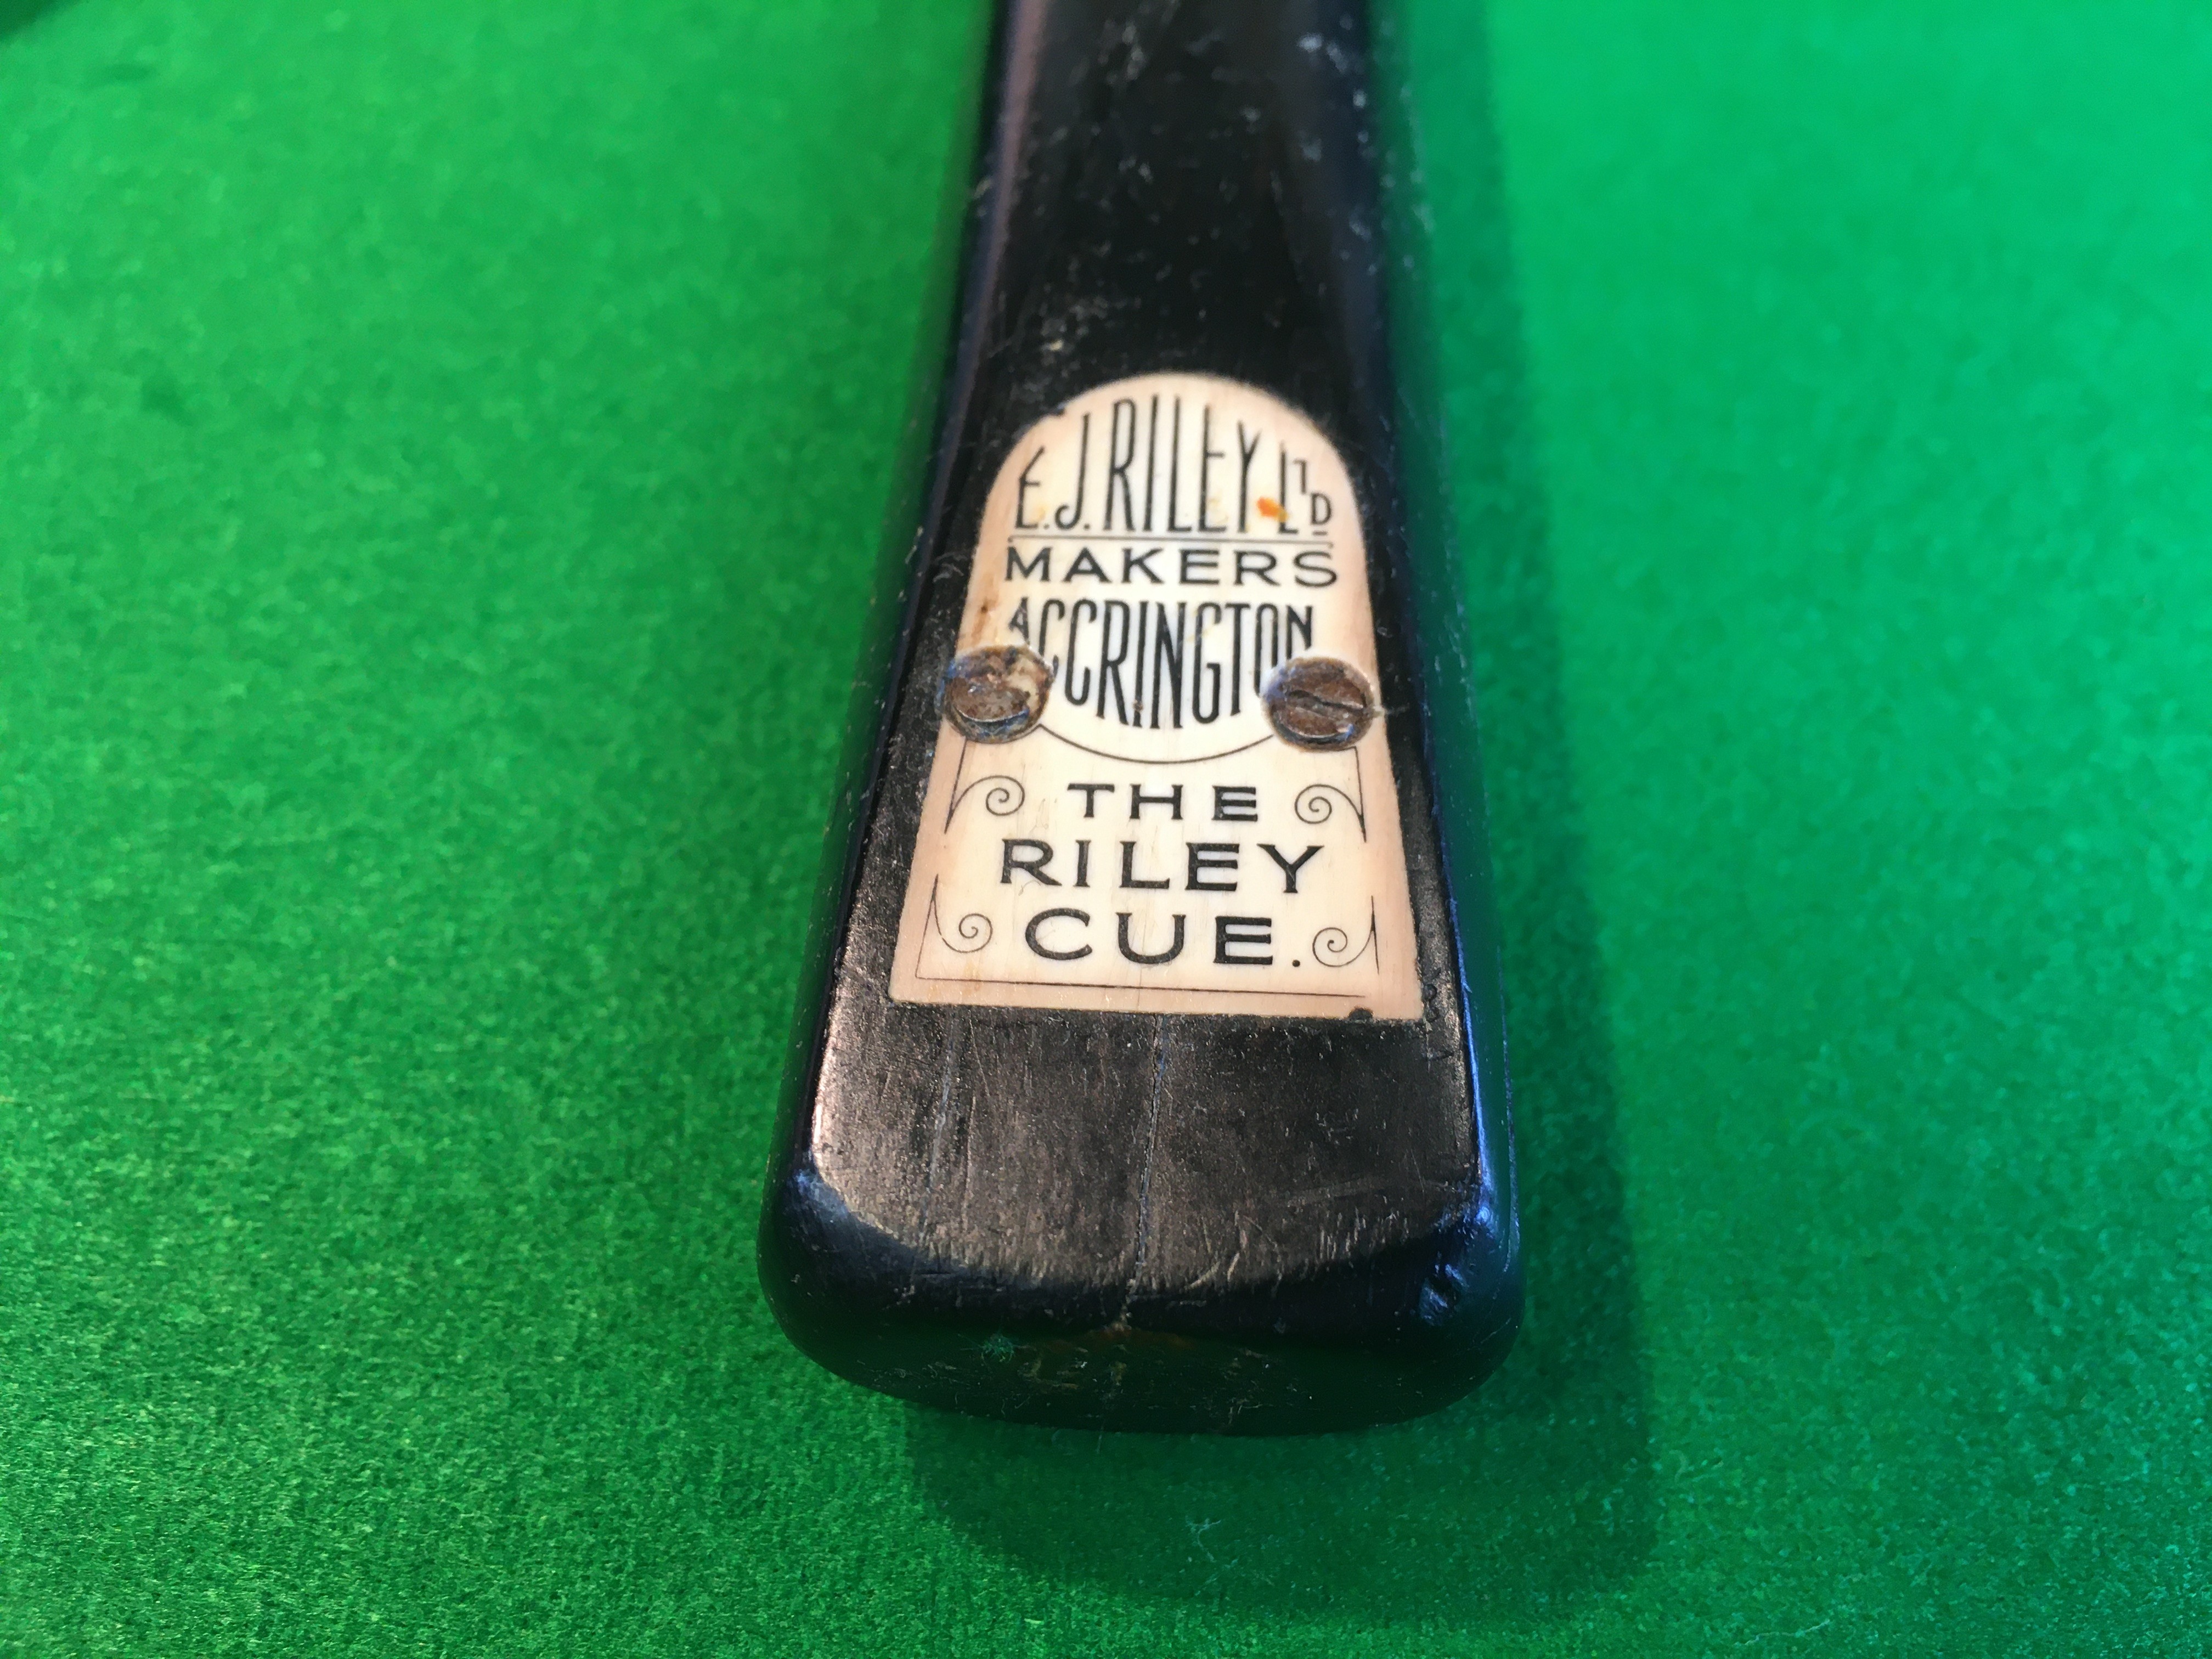 E.J. RILEY LTD
MAKERS
ACCRINGTON
THE
RILEY
CUE.